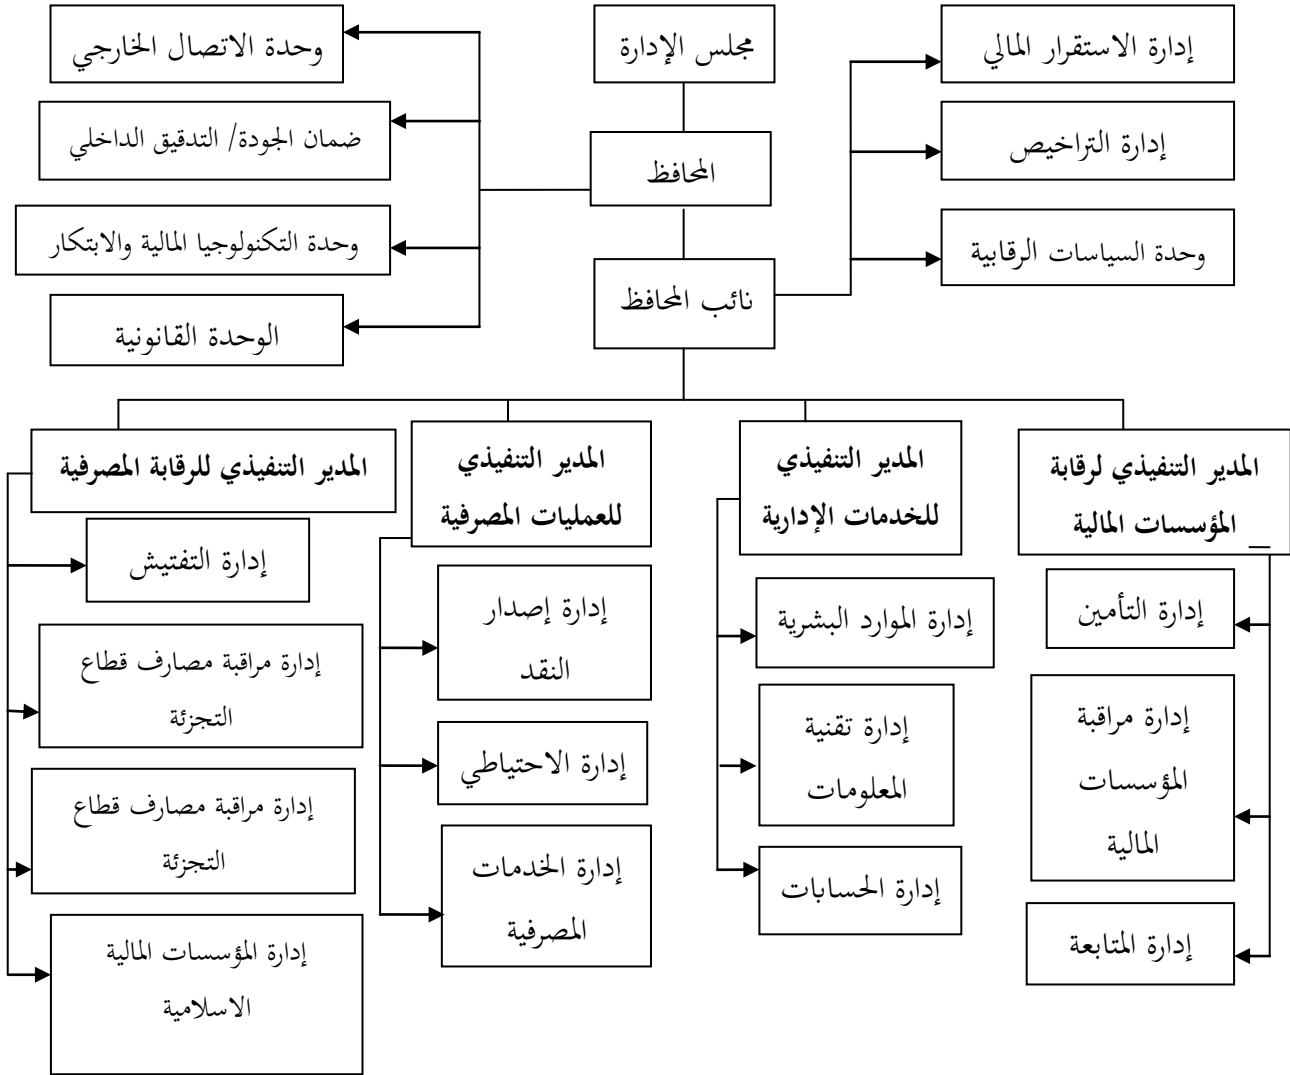 مجلس الإدارة
المحافظ
نائب المحافظ
إدارة الاستقرار المالي
إدارة التراخيص
وحدة السياسات الرقابية
وحدة الاتصال الخارجي
ضمان الجودة/ التدقيق الداخلي
وحدة التكنولوجيا المالية والابتكار
الوحدة القانونية
المدير التنفيذي لرقابة
المؤسسات المالية
إدارة التأمين
إدارة مراقبة
المؤسسات
المالية
إدارة المتابعة
المدير التنفيذي
للخدمات الإدارية
إدارة الموارد البشرية
إدارة تقنية
المعلومات
إدارة الحسابات
المدير التنفيذي
للعمليات المصرفية
إدارة إصدار
النقد
إدارة الاحتياطي
إدارة الخدمات
المصرفية
المدير التنفيذي للرقابة المصرفية
إدارة التفتيش
إدارة مراقبة مصارف قطاع
التجزئة
إدارة مراقبة مصارف قطاع
التجزئة
إدارة المؤسسات المالية
الاسلامية